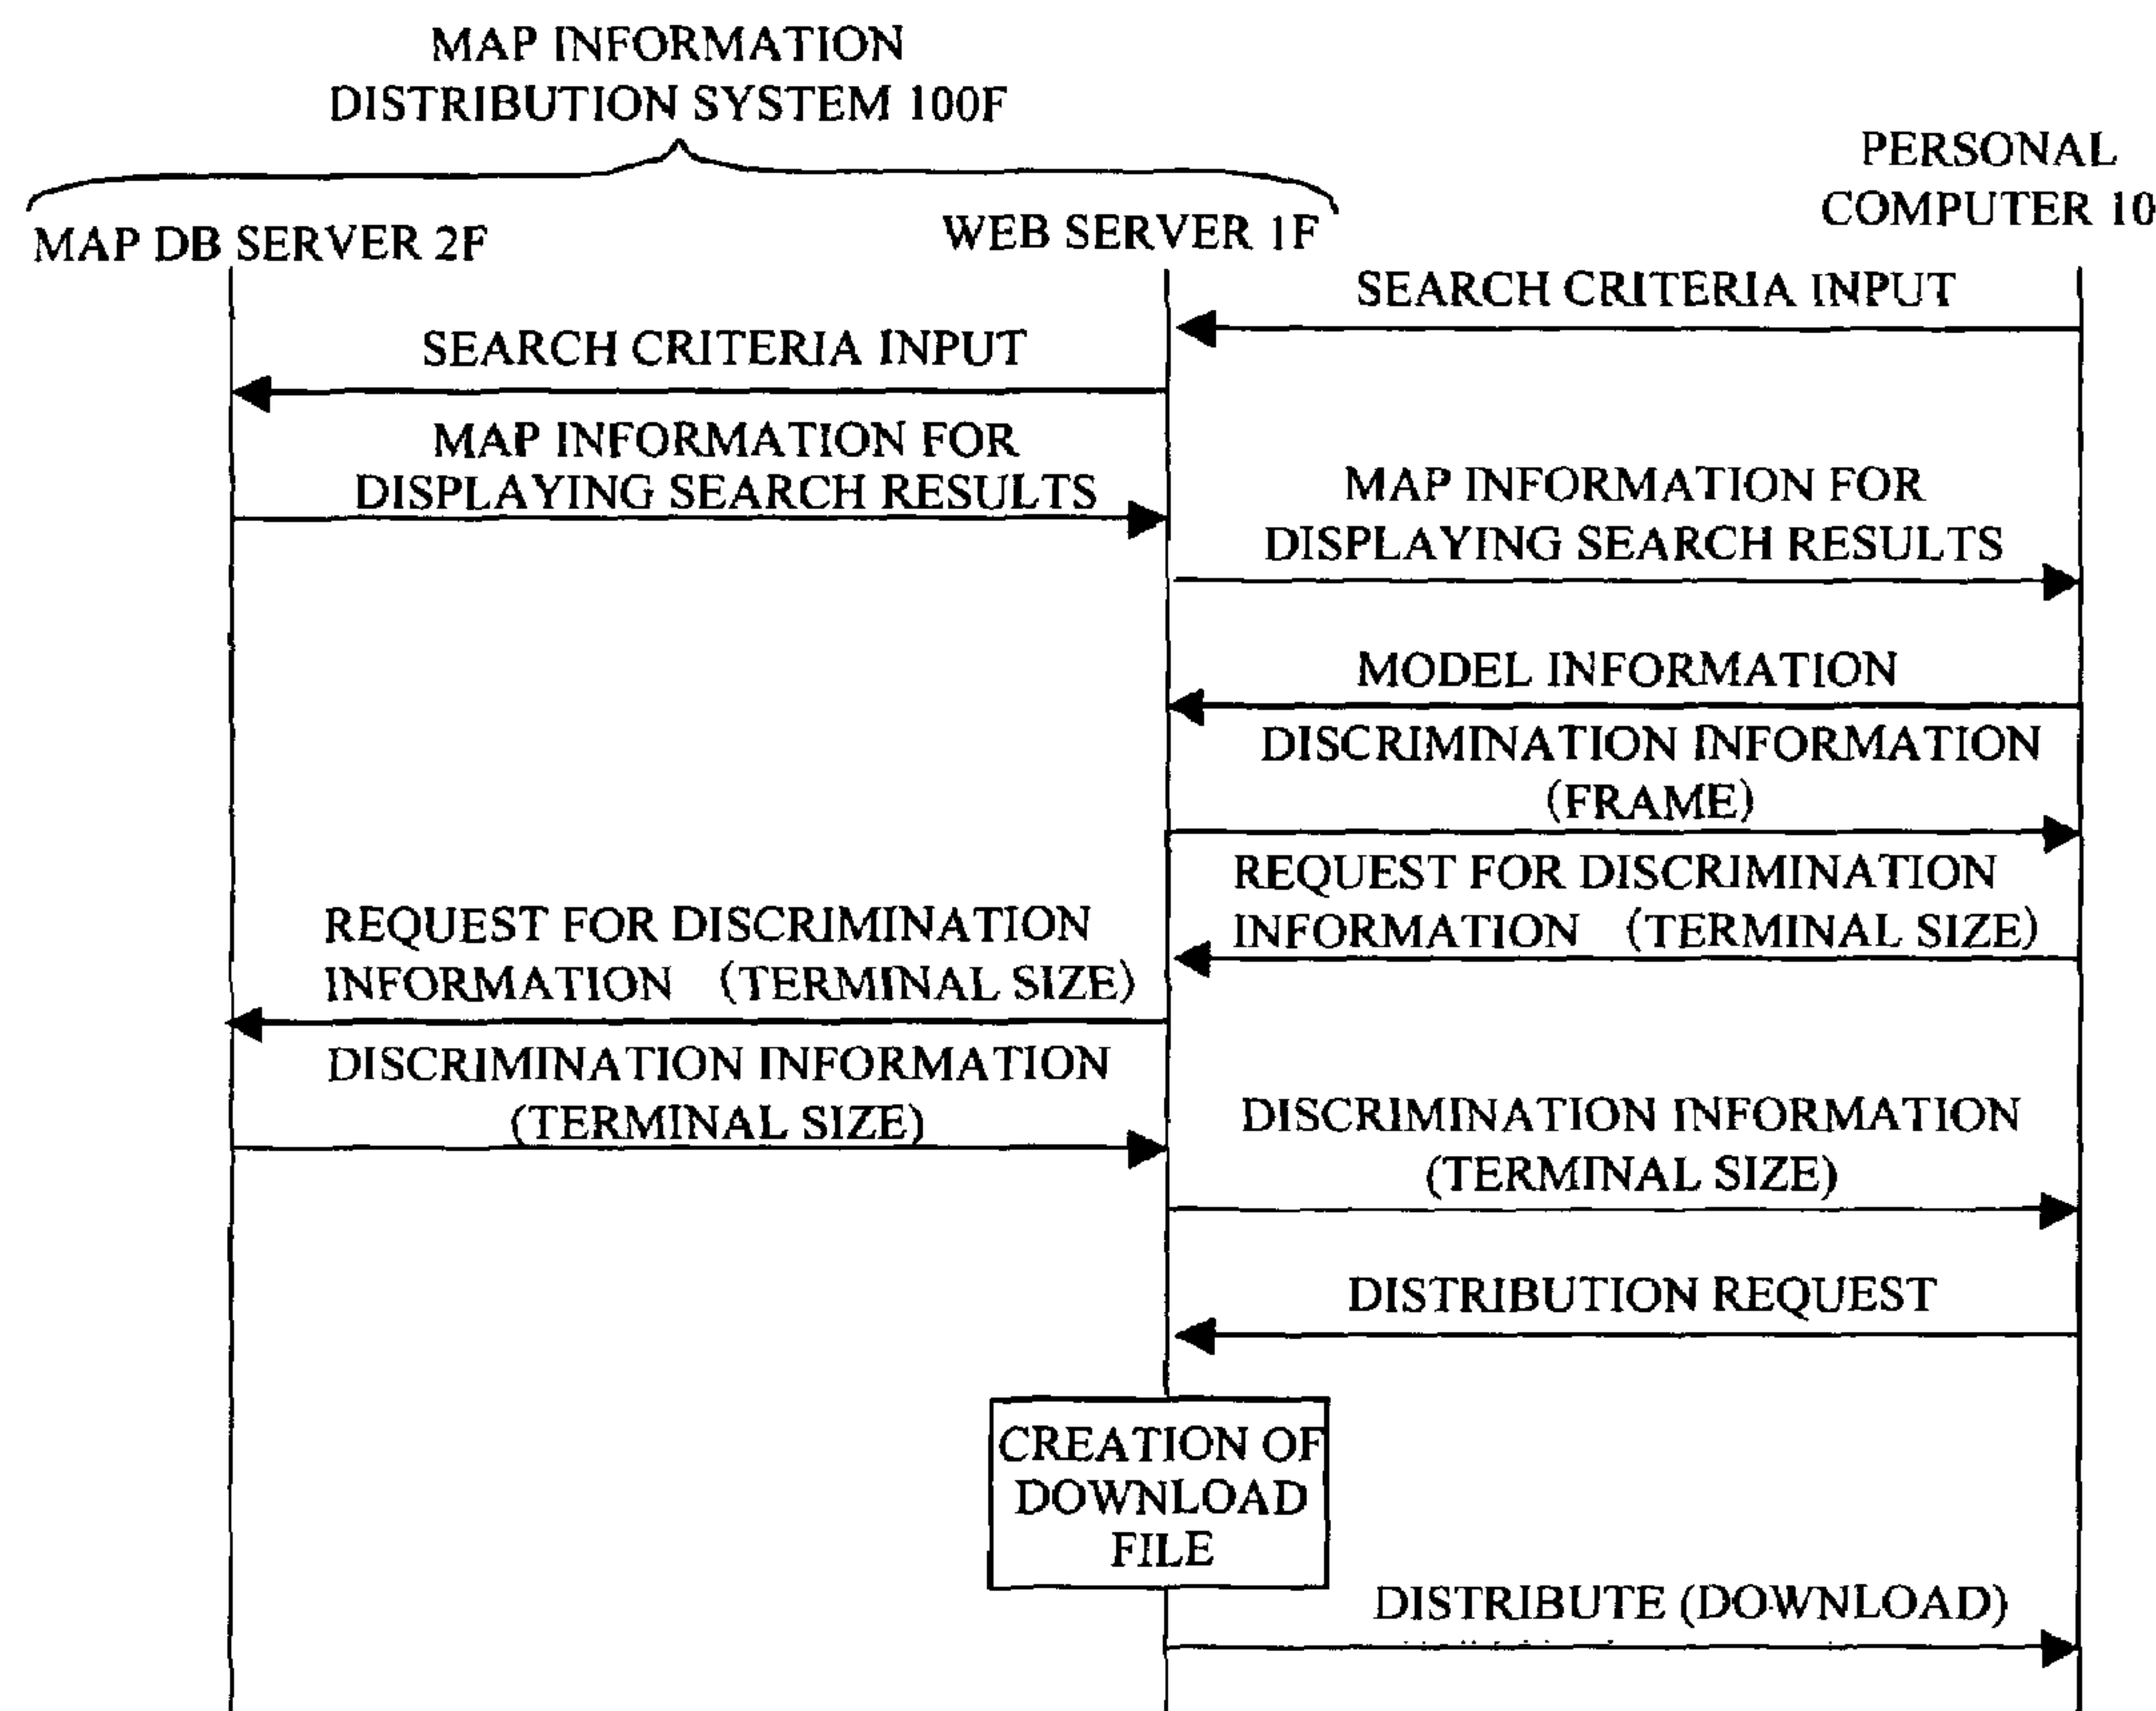 MAP INFORMATION
DISTRIBUTION SYSTEM 100F
PERSONAL
COMPUTER 10
MAP DB SERVER 2F
WEB SERVER 1F
SEARCH CRITERIA INPUT
SEARCH CRITERIA INPUT
MAP INFORMATION FOR
DISPLAYING SEARCH RESULTS
MAP INFORMATION FOR
DISPLAYING SEARCH RESULTS
MODEL INFORMATION
DISCRIMINATION INFORMATION
(FRAME)
REQUEST FOR DISCRIMINATION
INFORMATION (TERMINAL SIZE)
REQUEST FOR DISCRIMINATION
INFORMATION (TERMINAL SIZE)
DISCRIMINATION INFORMATION
(TERMINAL SIZE)
DISCRIMINATION INFORMATION
(TERMINAL SIZE)
DISTRIBUTION REQUEST
CREATION OF
DOWNLOAD
FILE
DISTRIBUTE (DOWNLOAD)